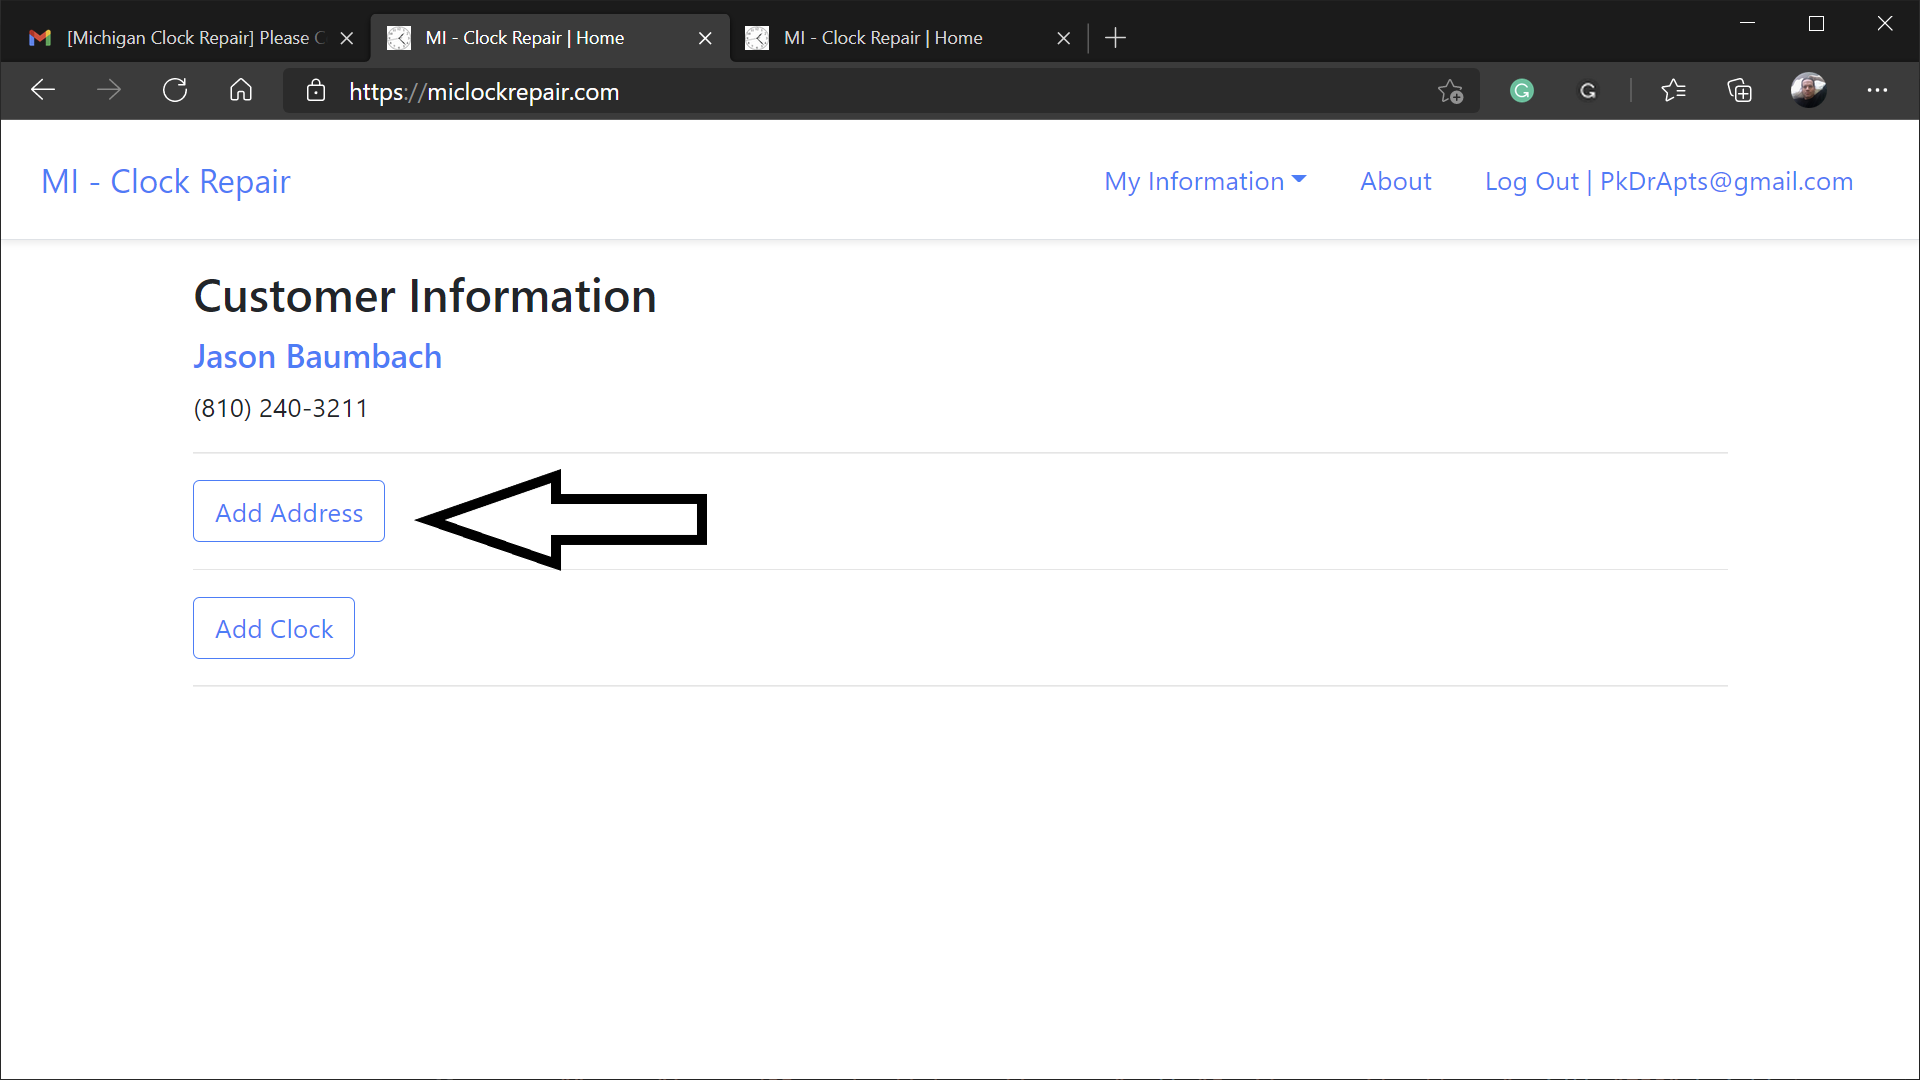 [Michigan Clock Repair] Please C
MI - Clock Repair | Home
MI - Clock Repair | Home
https://miclockrepair.com
MI - Clock Repair
My Information
About
Log Out | PkDrApts@gmail.com
Customer Information
Jason Baumbach
(810) 240-3211
Add Address
Add Clock